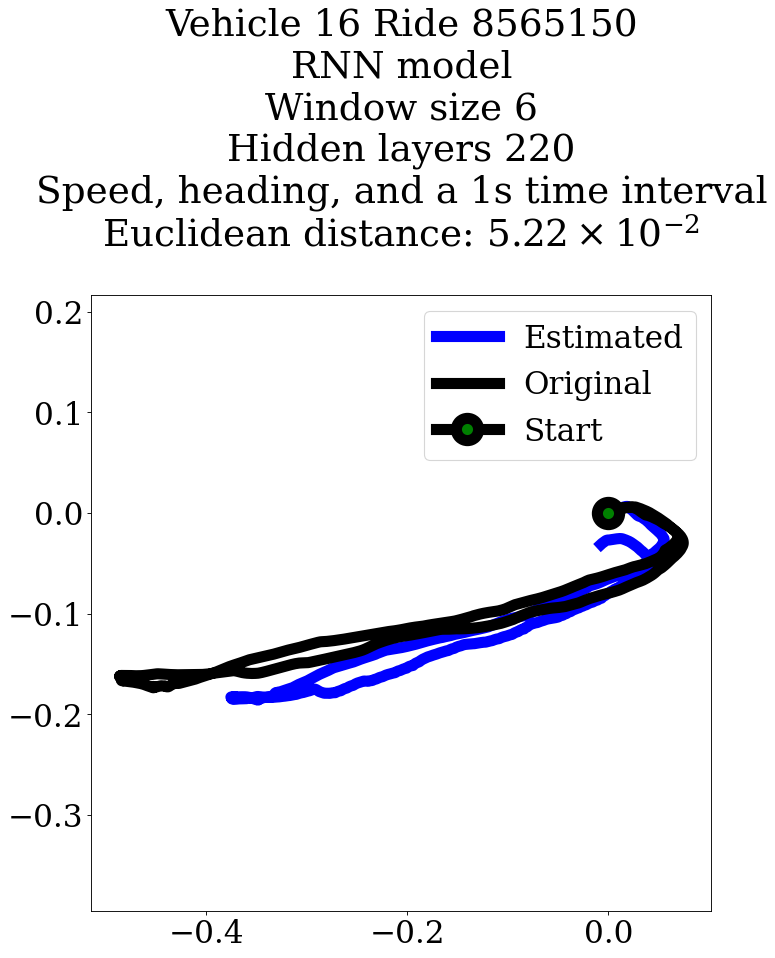 Vehicle 16 Ride 8565150
RNN model
Window size 6
Hidden layers 220
Speed, heading, and a 1s time interval
Euclidean distance: 5.22 × 10⁻²
Estimated
Original
Start
0.2
0.1
0.0
−0.1
−0.2
−0.3
−0.4
−0.2
0.0